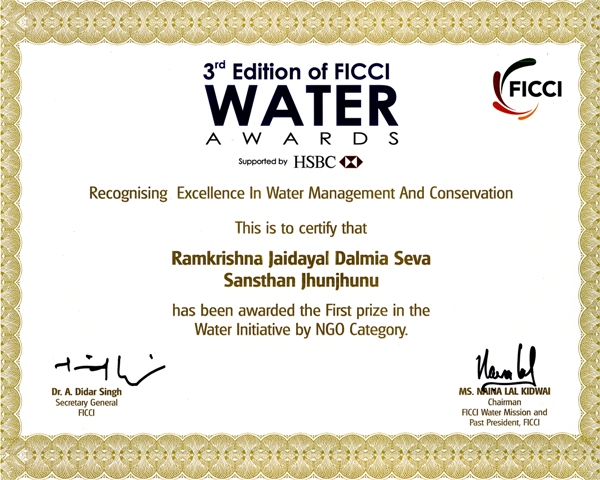 3rd Edition of FICCI
WATER
AWARDS
Supported by HSBC
FICCI
Recognising Excellence In Water Management And Conservation
This is to certify that
Ramkrishna Jaidayal Dalmia Seva
Sansthan Jhunjhunu
has been awarded the First prize in the
Water Initiative by NGO Category.
Dr. A. Didar Singh
Secretary General
FICCI
Naina Lal
MS. NAINA LAL KIDWAI
Chairman
FICCI Water Mission and
Past President, FICCI